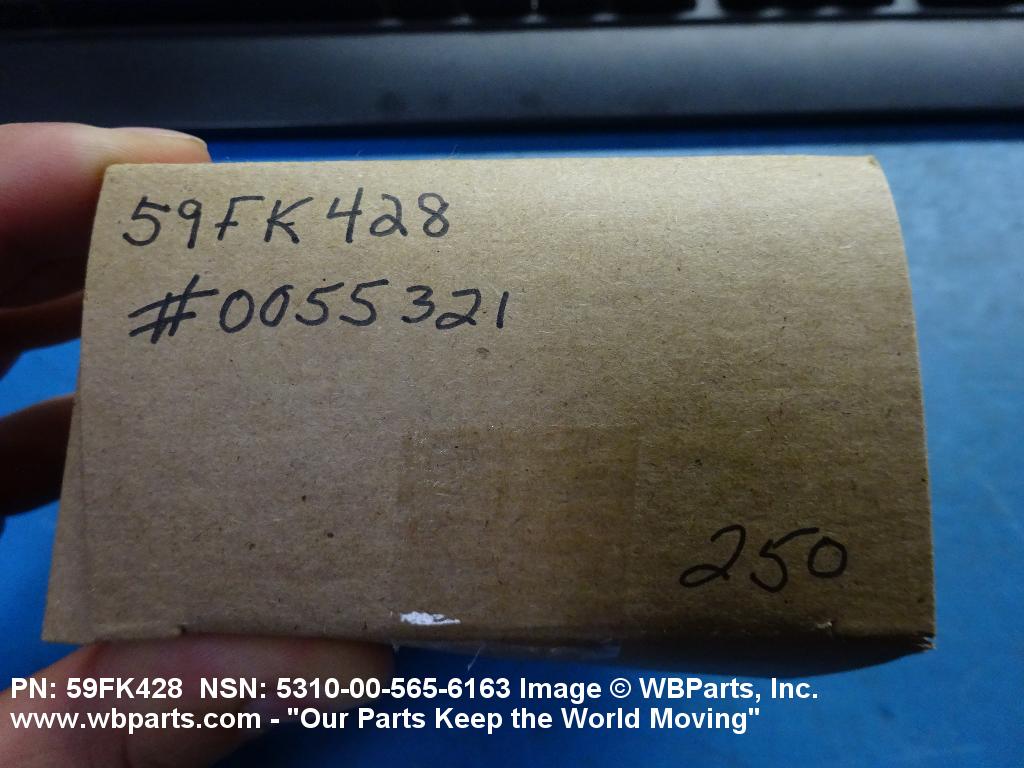 59FK428
#0055321
250
PN: 59FK428 NSN: 5310-00-565-6163 Image © WBParts, Inc.
www.wbparts.com - "Our Parts Keep the World Moving"